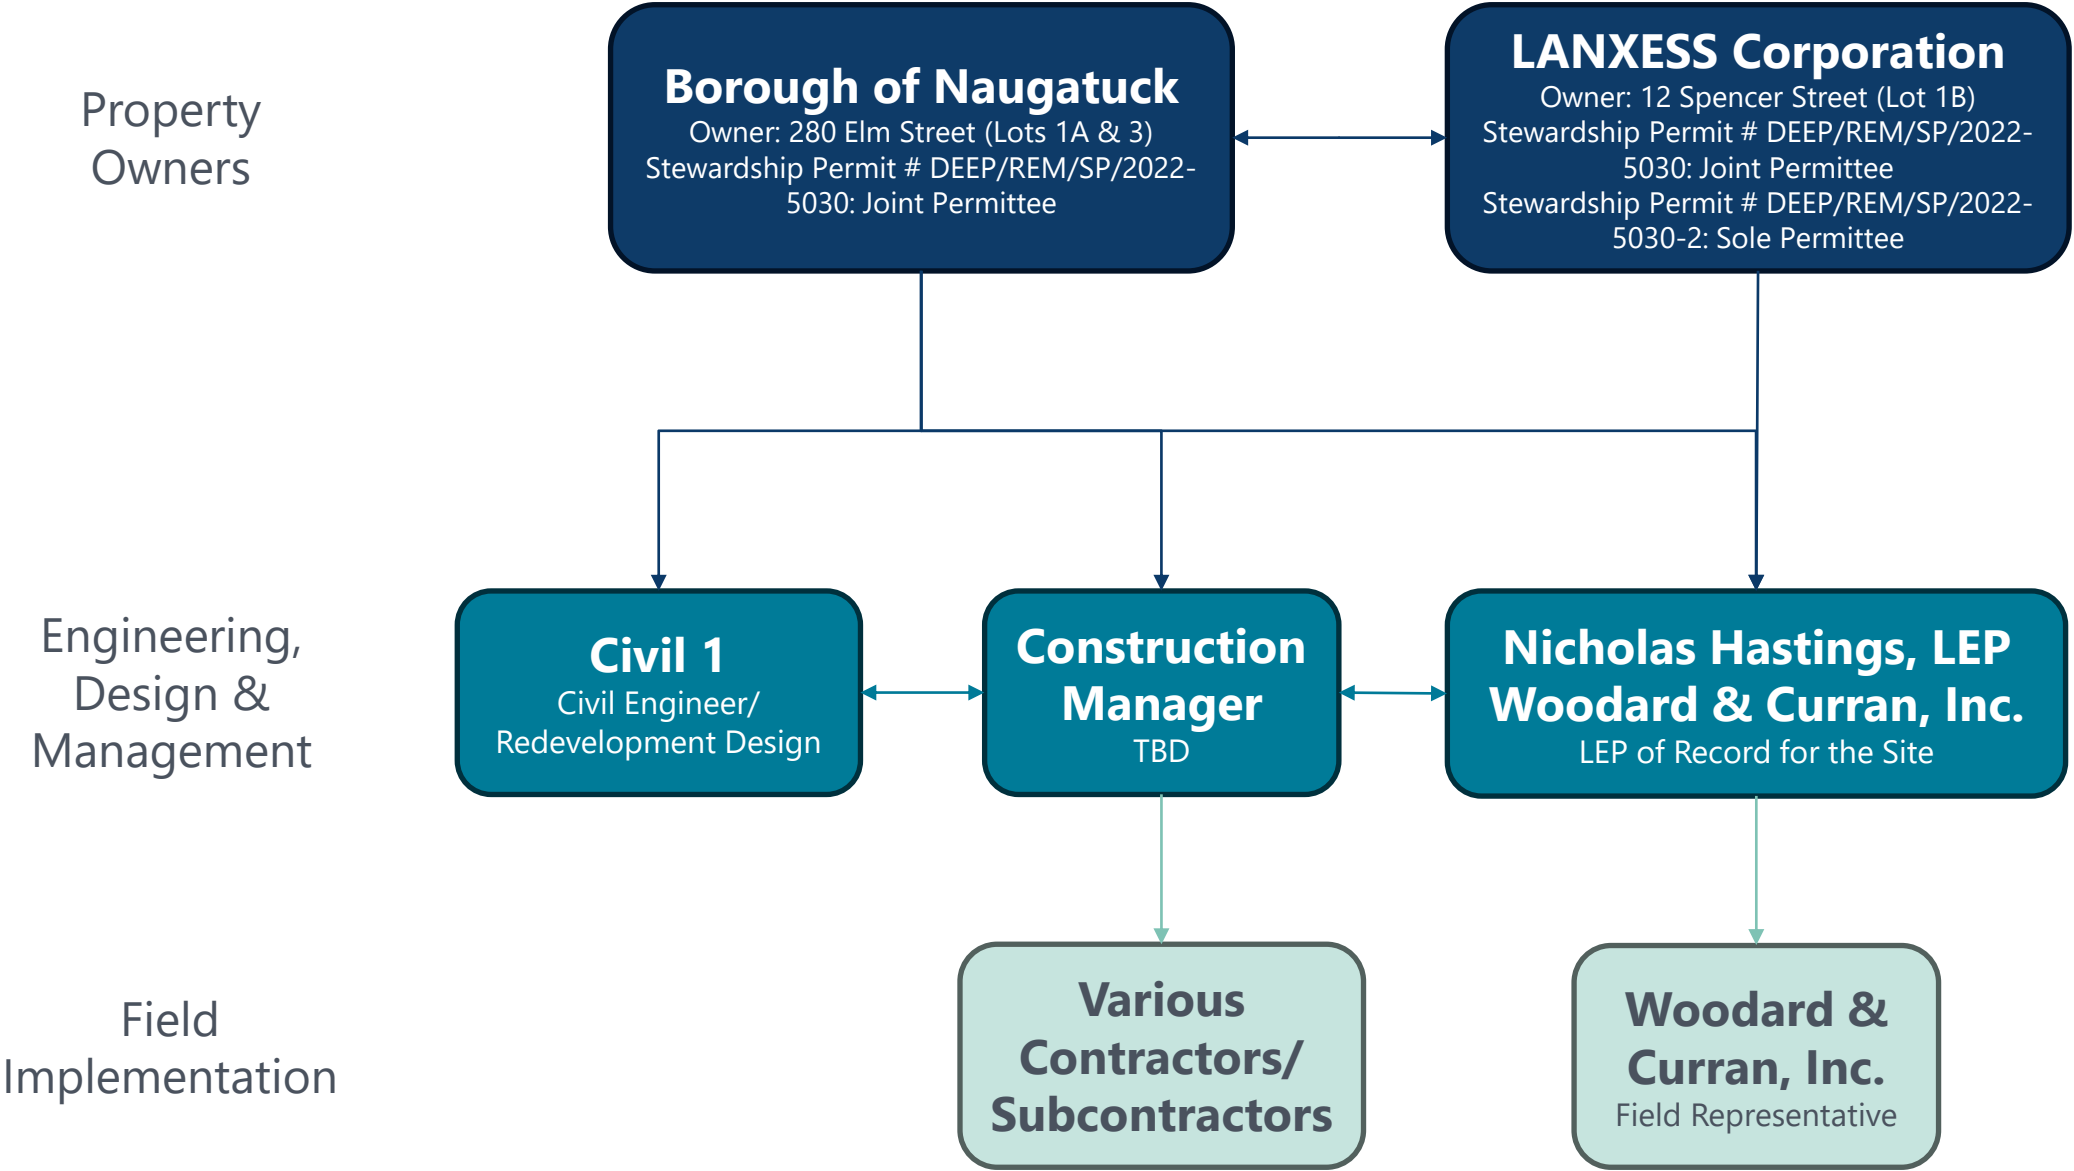 Property
Owners
Borough of Naugatuck
Owner: 280 Elm Street (Lots 1A & 3)
Stewardship Permit # DEEP/REM/SP/2022-
5030: Joint Permittee
LANXESS Corporation
Owner: 12 Spencer Street (Lot 1B)
Stewardship Permit # DEEP/REM/SP/2022-
5030: Joint Permittee
Stewardship Permit # DEEP/REM/SP/2022-
5030-2: Sole Permittee
Engineering,
Design &
Management
Civil 1
Civil Engineer/
Redevelopment Design
Construction
Manager
TBD
Nicholas Hastings, LEP
Woodard & Curran, Inc.
LEP of Record for the Site
Field
Implementation
Various
Contractors/
Subcontractors
Woodard &
Curran, Inc.
Field Representative